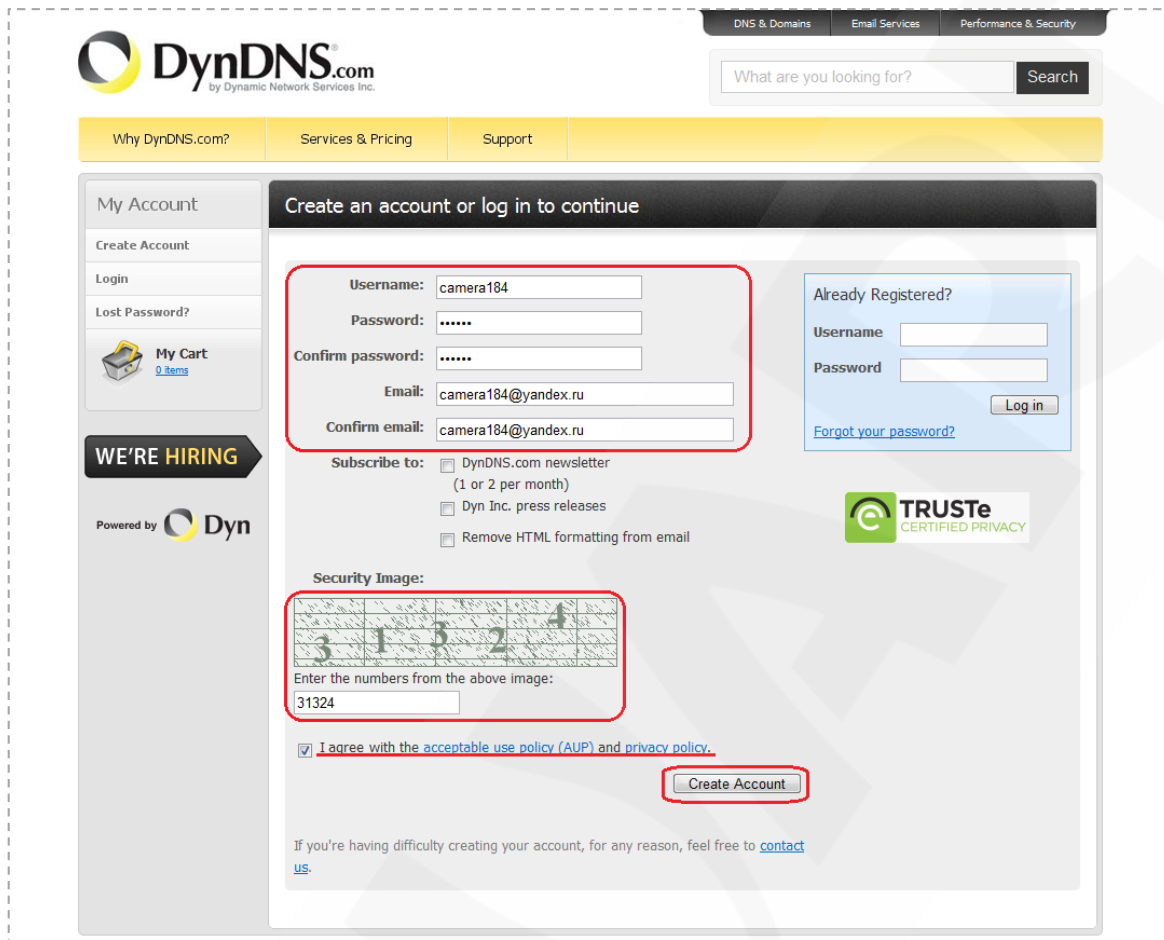 DNS & Domains Email Services Performance & Security
DynDNS.com
by Dynamic Network Services Inc.
What are you looking for? Search
Why DynDNS.com? Services & Pricing Support
My Account
Create Account
Login
Lost Password?
My Cart
0 items
WE'RE HIRING
Powered by Dyn
Create an account or log in to continue
Username: camera184
Password: ••••••
Confirm password: ••••••
Email: camera184@yandex.ru
Confirm email: camera184@yandex.ru
Subscribe to: DynDNS.com newsletter
(1 or 2 per month)
Dyn Inc. press releases
Remove HTML formatting from email
Security Image:
3 1 3 2 4
Enter the numbers from the above image:
31324
I agree with the acceptable use policy (AUP) and privacy policy.
Create Account
If you're having difficulty creating your account, for any reason, feel free to contact
us.
Already Registered?
Username
Password
Log in
Forgot your password?
TRUSTe
CERTIFIED PRIVACY